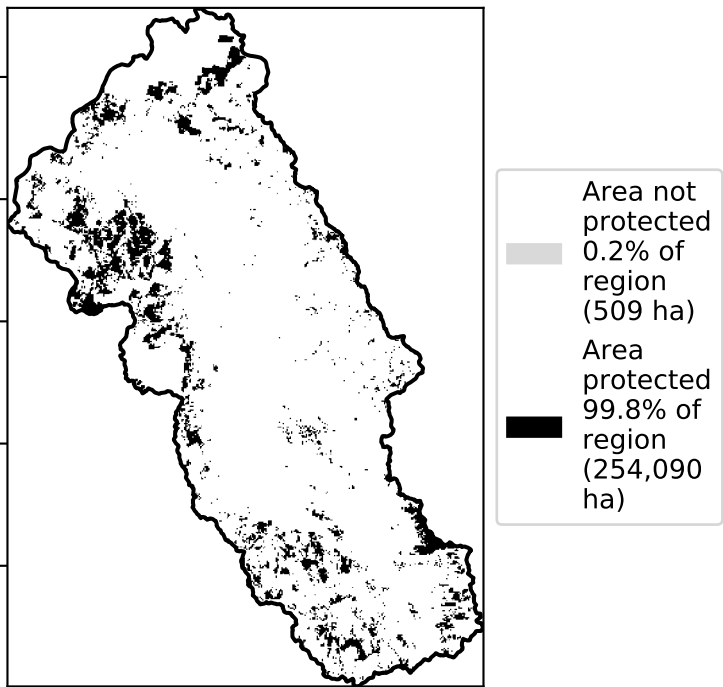 Area not
protected
0.2% of
region
(509 ha)
Area
protected
99.8% of
region
(254,090
ha)